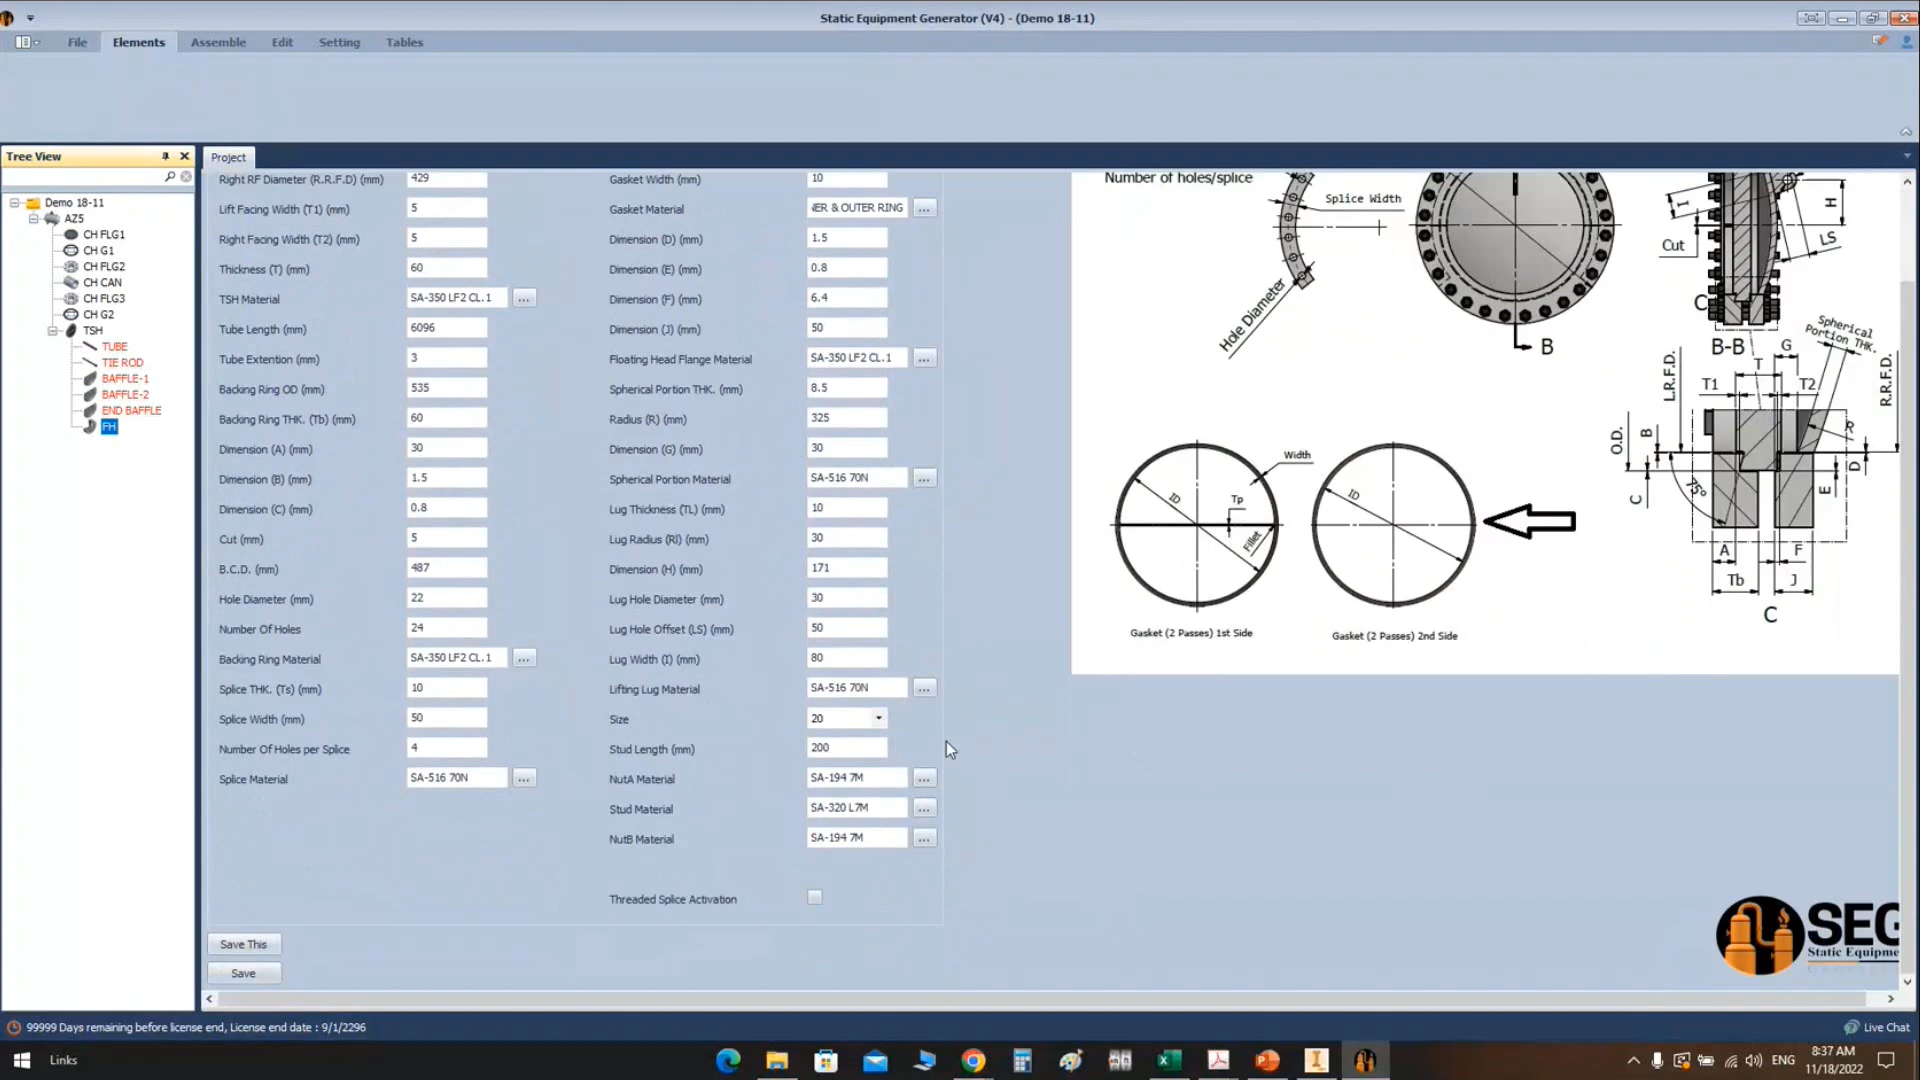 Static Equipment Generator (V4) - (Demo 18-11)
File Elements Assemble Edit Setting Tables
Tree View
Project
Demo 18-11
AZ5
CH FLG1
CH G1
CH FLG2
CH CAN
CH FLG3
CH G2
TSH
TUBE
TIE ROD
BAFFLE-1
BAFFLE-2
END BAFFLE
FH
Right RF Diameter (R.R.F.D) (mm) 429
Lift Facing Width (T1) (mm) 5
Right Facing Width (T2) (mm) 5
Thickness (T) (mm) 60
TSH Material SA-350 LF2 CL.1 ...
Tube Length (mm) 6096
Tube Extention (mm) 3
Backing Ring OD (mm) 535
Backing Ring THK. (Tb) (mm) 60
Dimension (A) (mm) 30
Dimension (B) (mm) 1.5
Dimension (C) (mm) 0.8
Cut (mm) 5
B.C.D. (mm) 487
Hole Diameter (mm) 22
Number Of Holes 24
Backing Ring Material SA-350 LF2 CL.1 ...
Splice THK. (Ts) (mm) 10
Splice Width (mm) 50
Number Of Holes per Splice 4
Splice Material SA-516 70N ...
Gasket Width (mm) 10
Gasket Material NER & OUTER RING ...
Dimension (D) (mm) 1.5
Dimension (E) (mm) 0.8
Dimension (F) (mm) 6.4
Dimension (J) (mm) 50
Floating Head Flange Material SA-350 LF2 CL.1 ...
Spherical Portion THK. (mm) 8.5
Radius (R) (mm) 325
Dimension (G) (mm) 30
Spherical Portion Material SA-516 70N ...
Lug Thickness (TL) (mm) 10
Lug Radius (Rl) (mm) 30
Dimension (H) (mm) 171
Lug Hole Diameter (mm) 30
Lug Hole Offset (LS) (mm) 50
Lug Width (I) (mm) 80
Lifting Lug Material SA-516 70N ...
Size 20
Stud Length (mm) 200
NutA Material SA-194 7M ...
Stud Material SA-320 L7M ...
NutB Material SA-194 7M ...
Threaded Splice Activation
Save This
Save
Number of holes/splice
Splice Width
Hole Diameter
B
I
H
Cut
LS
C
B-B
Spherical
Portion THK.
G
T
T1
T2
L.R.F.D.
R.R.F.D.
O.D.
B
R
D
C
75°
E
A
F
Tb
J
C
Width
ID
Tp
Fillet
ID
Gasket (2 Passes) 1st Side
Gasket (2 Passes) 2nd Side
SEG
Static Equipme
99999 Days remaining before license end, License end date : 9/1/2296
Live Chat
Links
ENG
8:37 AM
11/18/2022